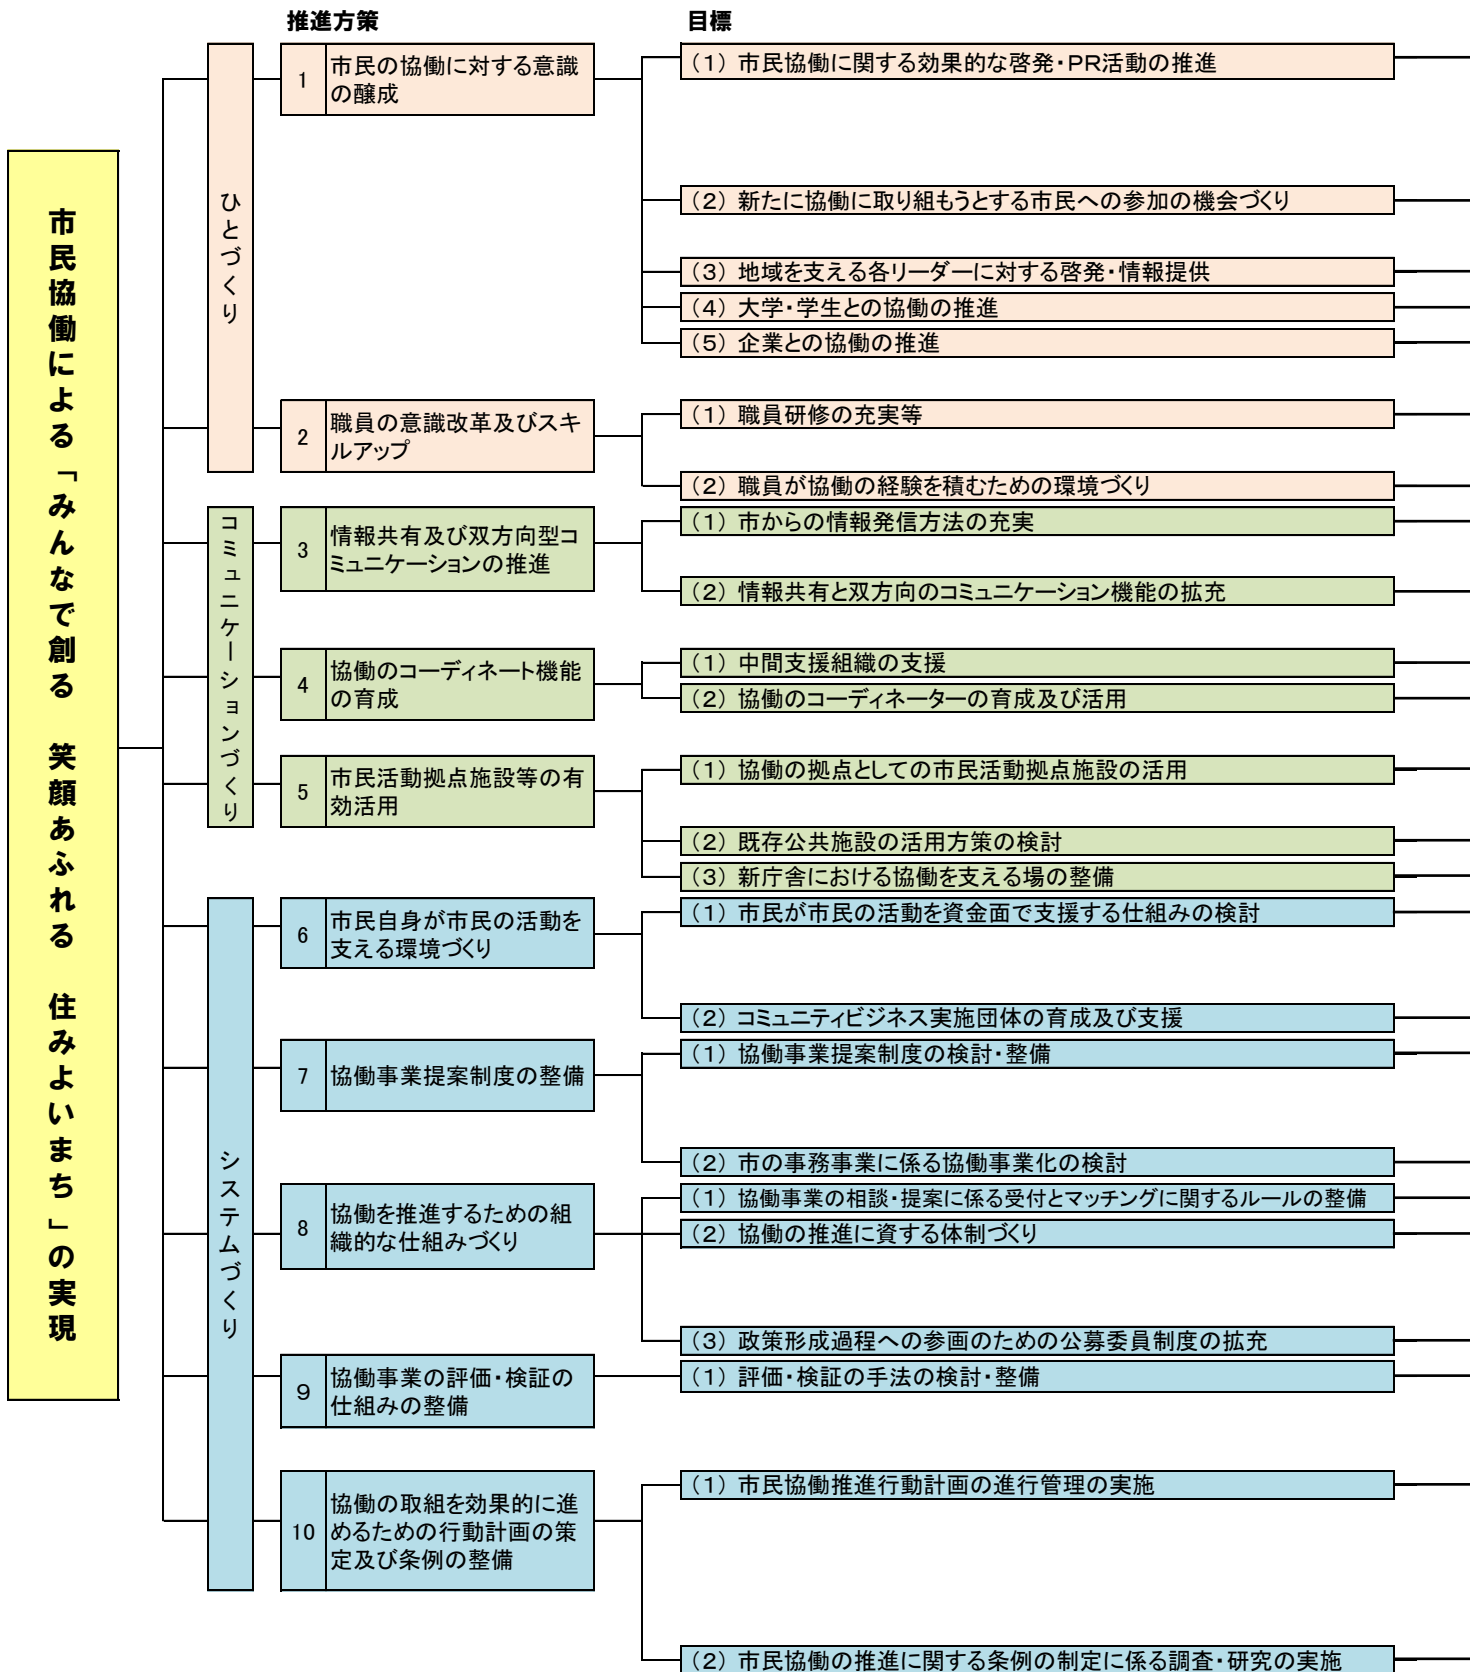 推進方策
目標
市民協働による「みんなで創る　笑顔あふれる　住みよいまち」の実現
ひとづくり
1
市民の協働に対する意識
の醸成
(1) 市民協働に関する効果的な啓発・PR活動の推進
(2) 新たに協働に取り組もうとする市民への参加の機会づくり
(3) 地域を支える各リーダーに対する啓発・情報提供
(4) 大学・学生との協働の推進
(5) 企業との協働の推進
2
職員の意識改革及びスキ
ルアップ
(1) 職員研修の充実等
(2) 職員が協働の経験を積むための環境づくり
コミュニケーションづくり
3
情報共有及び双方向型コ
ミュニケーションの推進
(1) 市からの情報発信方法の充実
(2) 情報共有と双方向のコミュニケーション機能の拡充
4
協働のコーディネート機能
の育成
(1) 中間支援組織の支援
(2) 協働のコーディネーターの育成及び活用
5
市民活動拠点施設等の有
効活用
(1) 協働の拠点としての市民活動拠点施設の活用
(2) 既存公共施設の活用方策の検討
(3) 新庁舎における協働を支える場の整備
システムづくり
6
市民自身が市民の活動を
支える環境づくり
(1) 市民が市民の活動を資金面で支援する仕組みの検討
(2) コミュニティビジネス実施団体の育成及び支援
7
協働事業提案制度の整備
(1) 協働事業提案制度の検討・整備
(2) 市の事務事業に係る協働事業化の検討
8
協働を推進するための組
織的な仕組みづくり
(1) 協働事業の相談・提案に係る受付とマッチングに関するルールの整備
(2) 協働の推進に資する体制づくり
(3) 政策形成過程への参画のための公募委員制度の拡充
9
協働事業の評価・検証の
仕組みの整備
(1) 評価・検証の手法の検討・整備
10
協働の取組を効果的に進
めるための行動計画の策
定及び条例の整備
(1) 市民協働推進行動計画の進行管理の実施
(2) 市民協働の推進に関する条例の制定に係る調査・研究の実施